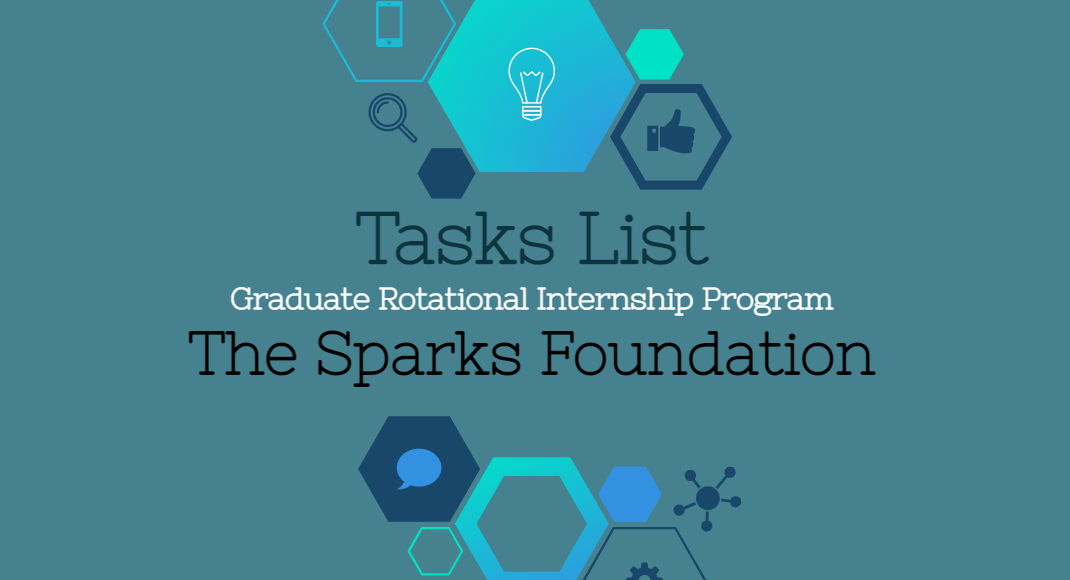 Tasks List
Graduate Rotational Internship Program
The Sparks Foundation